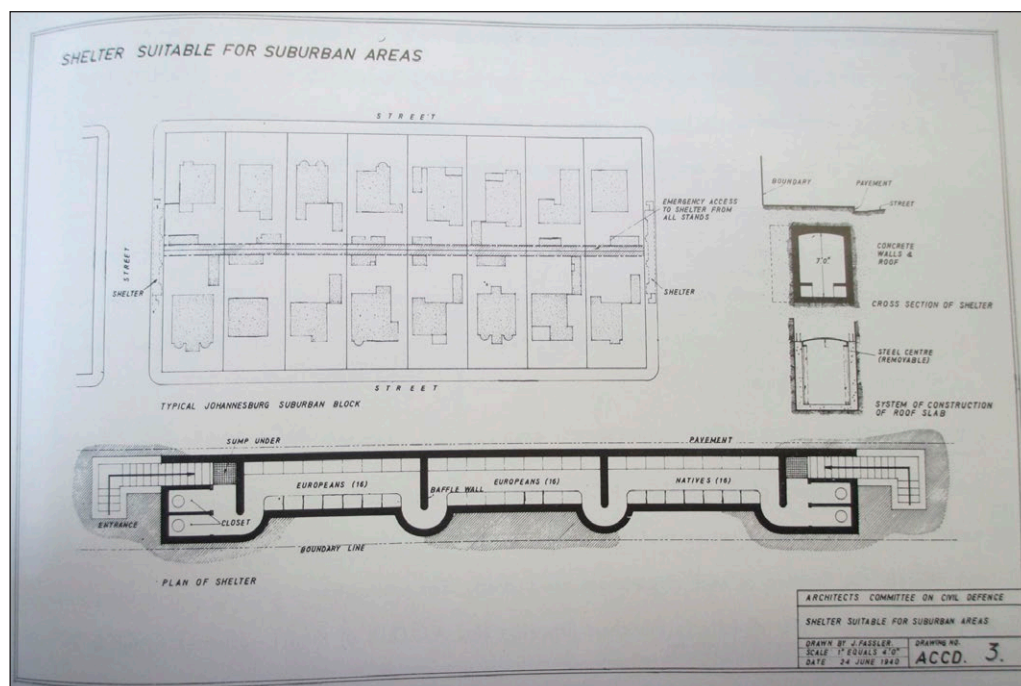 SHELTER SUITABLE FOR SUBURBAN AREAS
STREET
STREET
SHELTER
EMERGENCY ACCESS
TO SHELTER FROM
ALL STANDS
SHELTER
STREET
TYPICAL JOHANNESBURG SUBURBAN BLOCK
BOUNDARY
PAVEMENT
STREET
7'0"
CONCRETE
WALLS &
ROOF
CROSS SECTION OF SHELTER
STEEL CENTRE
(REMOVABLE)
SYSTEM OF CONSTRUCTION
OF ROOF SLAB
SUMP UNDER
PAVEMENT
EUROPEANS (16)
BAFFLE WALL
EUROPEANS (16)
NATIVES (16)
ENTRANCE
CLOSET
BOUNDARY LINE
PLAN OF SHELTER
ARCHITECTS COMMITTEE ON CIVIL DEFENCE
SHELTER SUITABLE FOR SUBURBAN AREAS
DRAWN BY J. FASSLER.
SCALE 1" EQUALS 4'0"
DATE 24 JUNE 1940
DRAWING NO.
ACCD. 3.